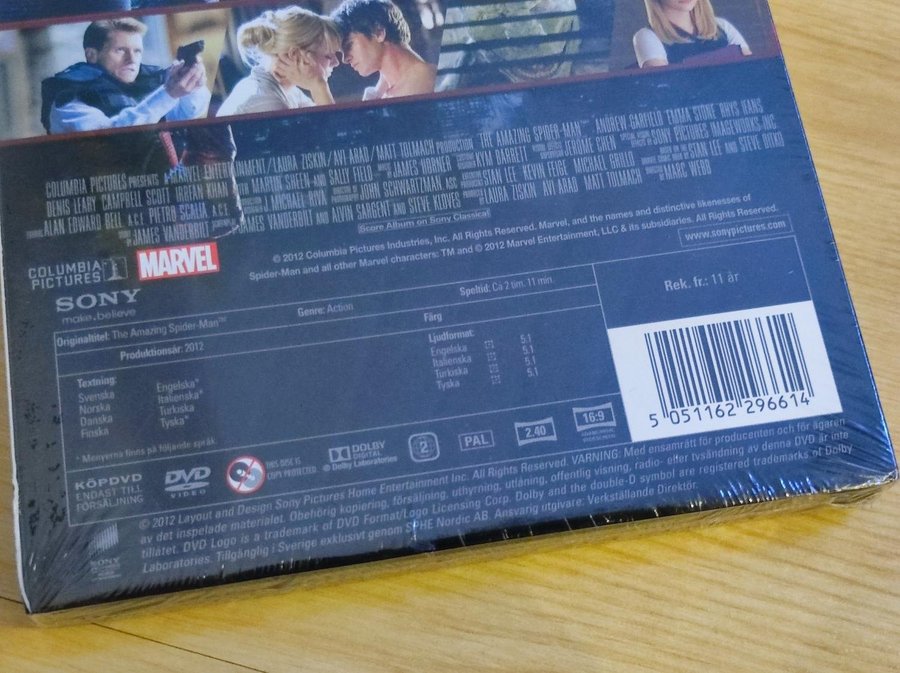 COLUMBIA PICTURES PRESENTS A MARVEL ENTERTAINMENT/LAURA ZISKIN/AVI ARAD/MATT TOLMACH PRODUCTION THE AMAZING SPIDER-MAN™ ANDREW GARFIELD EMMA STONE RHYS IFANS
DENIS LEARY CAMPBELL SCOTT IRRFAN KHAN MARTIN SHEEN AND SALLY FIELD JAMES HORNER KYM BARRETT JEROME CHEN SONY PICTURES IMAGEWORKS INC.
ALAN EDWARD BELL A.C.E. PIETRO SCALIA A.C.E. MICHAEL RIVA JOHN SCHWARTZMAN ASC STAN LEE KEVIN FEIGE MICHAEL GRILLO STAN LEE AND STEVE DITKO
JAMES VANDERBILT JAMES VANDERBILT AND ALVIN SARGENT AND STEVE KLOVES LAURA ZISKIN AVI ARAD MATT TOLMACH MARC WEBB
Score Album on Sony Classical
COLUMBIA PICTURES
MARVEL
© 2012 Columbia Pictures Industries, Inc. All Rights Reserved. Marvel, and the names and distinctive likenesses of
Spider-Man and all other Marvel characters: TM and © 2012 Marvel Entertainment, LLC & its subsidiaries. All Rights Reserved.
www.sonypictures.com
SONY
make.believe
Originaltitel: The Amazing Spider-Man™
Genre: Action
Speltid: Ca 2 tim. 11 min.
Rek. fr.: 11 år
Produktionsår: 2012
Färg
Textning:
Svenska
Norska
Danska
Finska
Engelska*
Italienska*
Turkiska
Tyska*
Ljudformat:
Engelska 5.1
Italienska 5.1
Turkiska 5.1
Tyska 5.1
* Menyerna finns på följande språk.
5 051162 296614
KÖPDVD
ENDAST TILL
FÖRSÄLJNING
DVD
VIDEO
THIS DISC IS
COPY PROTECTED
DOLBY
DIGITAL
© Dolby Laboratories
2
PAL
2.40
16:9
© 2012 Layout and Design Sony Pictures Home Entertainment Inc. All Rights Reserved. VARNING: Med ensamrätt för producenten och för ägaren
av det inspelade materialet. Obehörig kopiering, försäljning, uthyrning, utlåning, offentlig visning, radio- eller tvsändning av denna DVD är inte
tillåtet. DVD Logo is a trademark of DVD Format/Logo Licensing Corp. Dolby and the double-D symbol are registered trademarks of Dolby
Laboratories. Tillgänglig i Sverige exklusivt genom SPHE Nordic AB. Ansvarig utgivare: Verkställande Direktör.
SONY